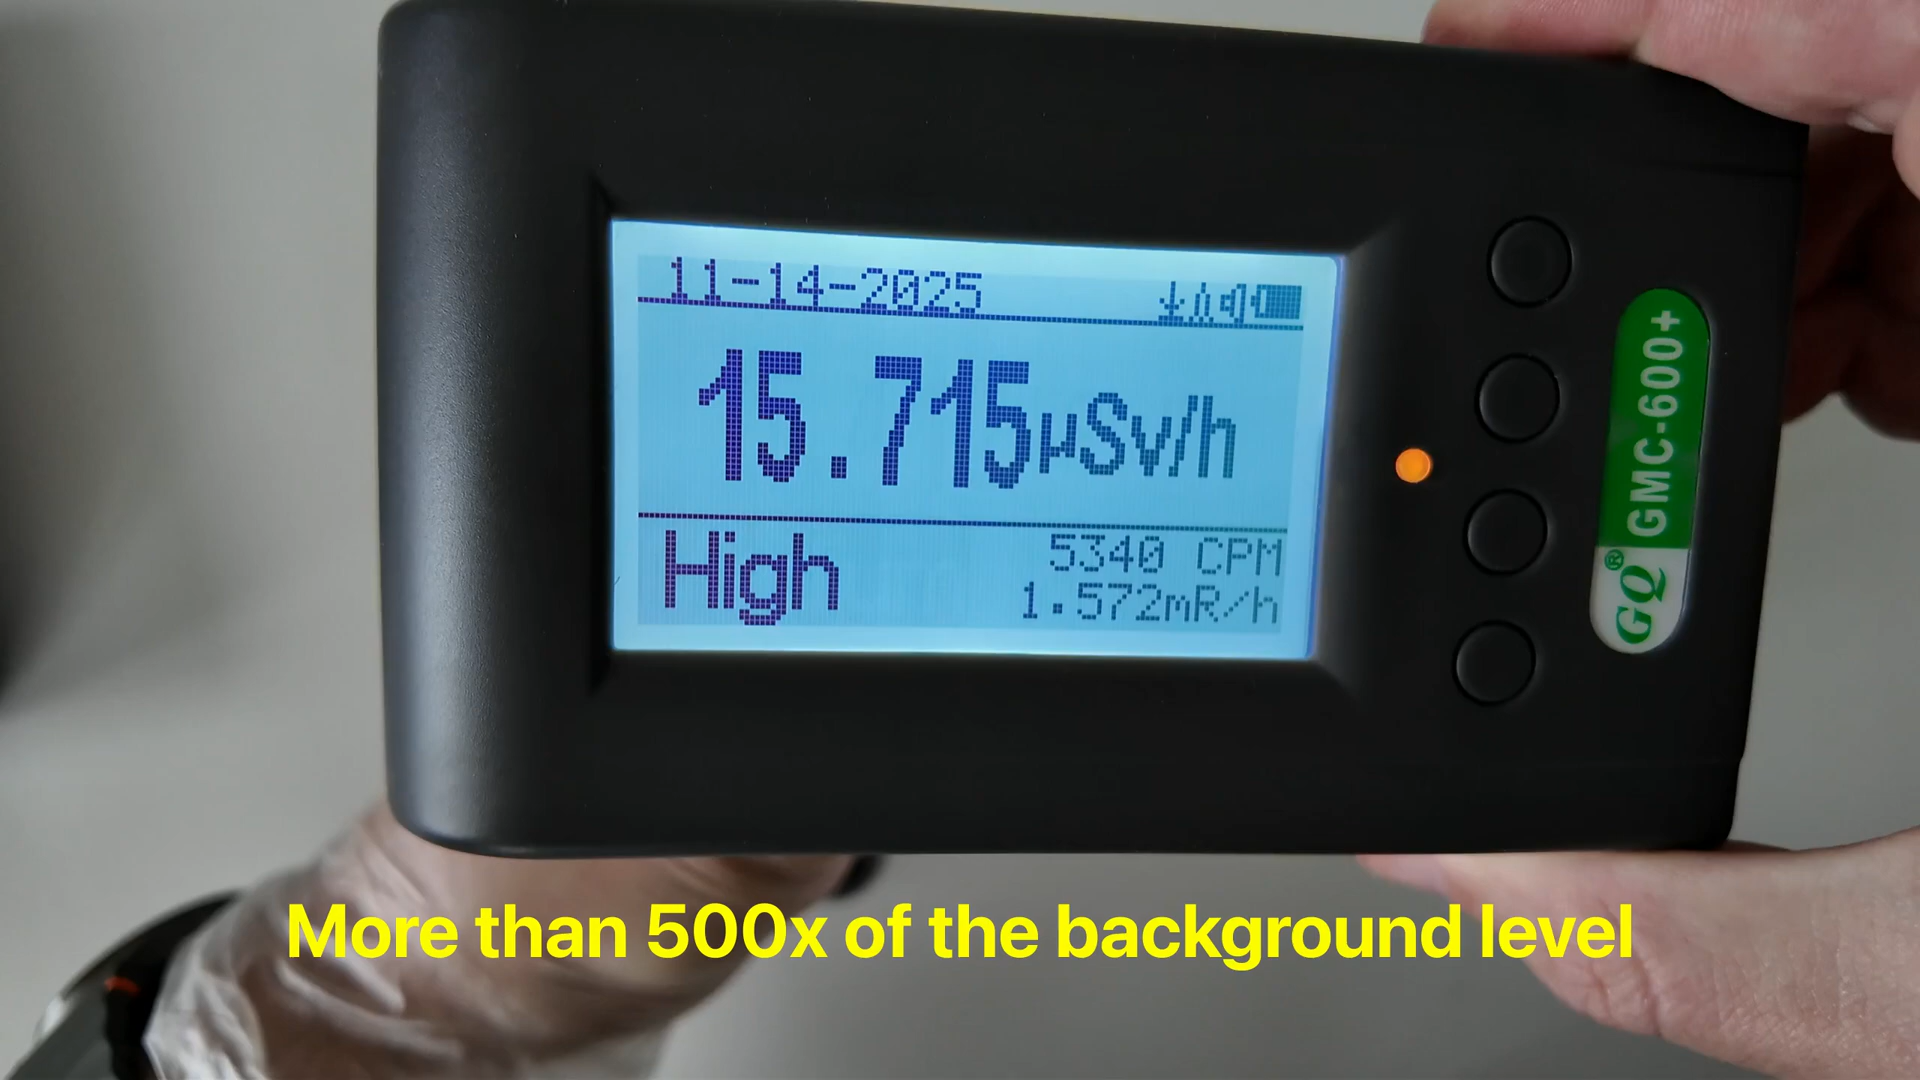 11-14-2025
15.715µSv/h
High
5340 CPM
1.572mR/h
GQ® GMC-600+
More than 500x of the background level